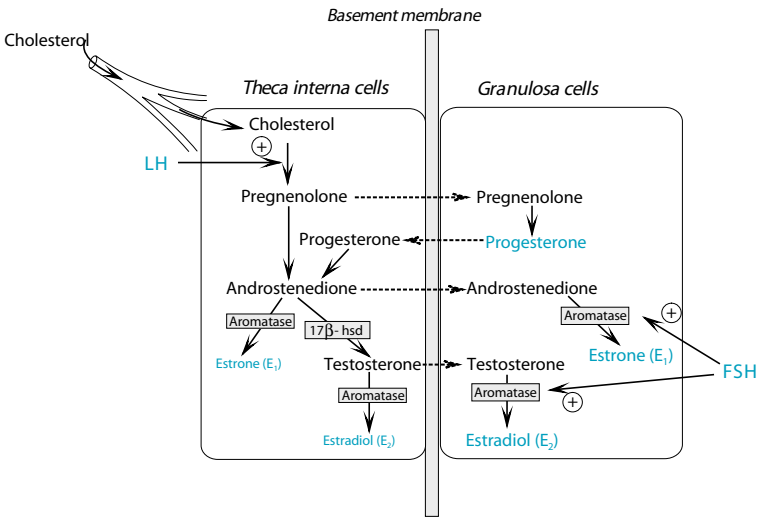 Basement membrane
Cholesterol
Theca interna cells
Granulosa cells
Cholesterol
+
LH
Pregnenolone
Pregnenolone
Progesterone
Progesterone
Androstenedione
Androstenedione
Aromatase
17β- hsd
Aromatase
+
Estrone (E₁)
Testosterone
Testosterone
Estrone (E₁)
FSH
Aromatase
Aromatase
+
Estradiol (E₂)
Estradiol (E₂)